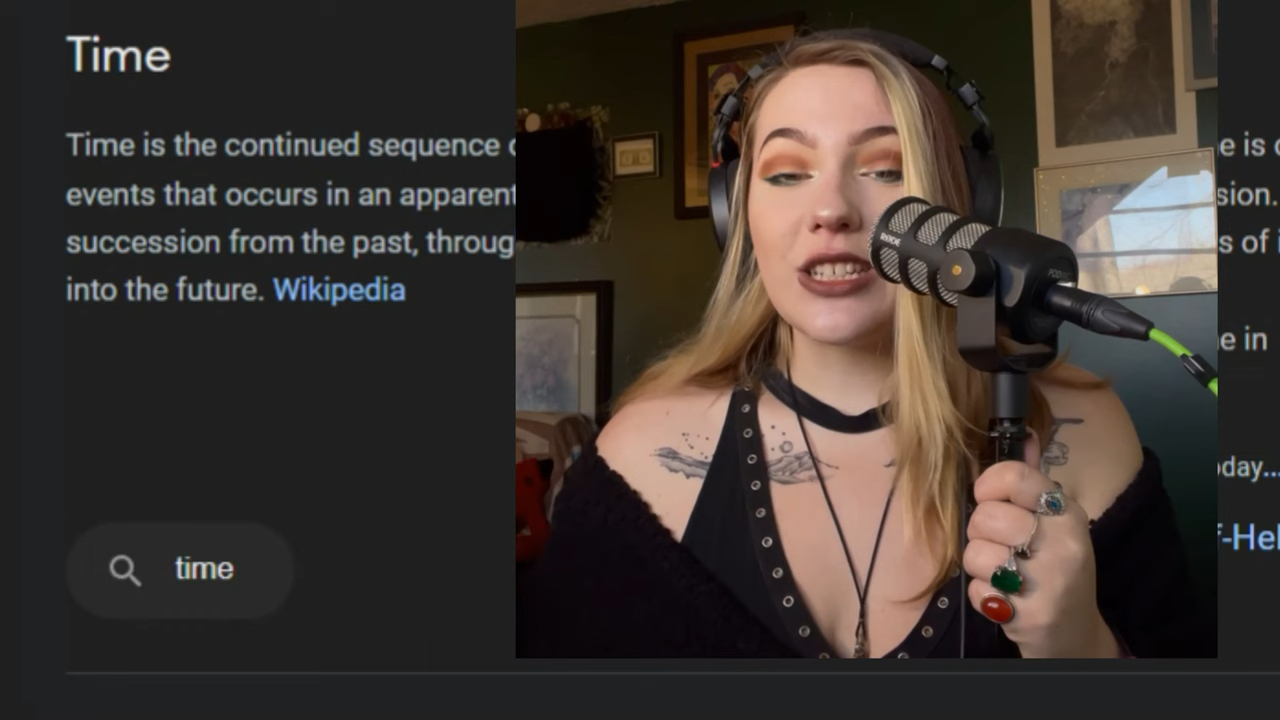 Time
Time is the continued sequence
events that occurs in an apparent
succession from the past, throug
into the future. Wikipedia
time
e is
sion.
s of
e in
oday...
f-Hel
RØDE